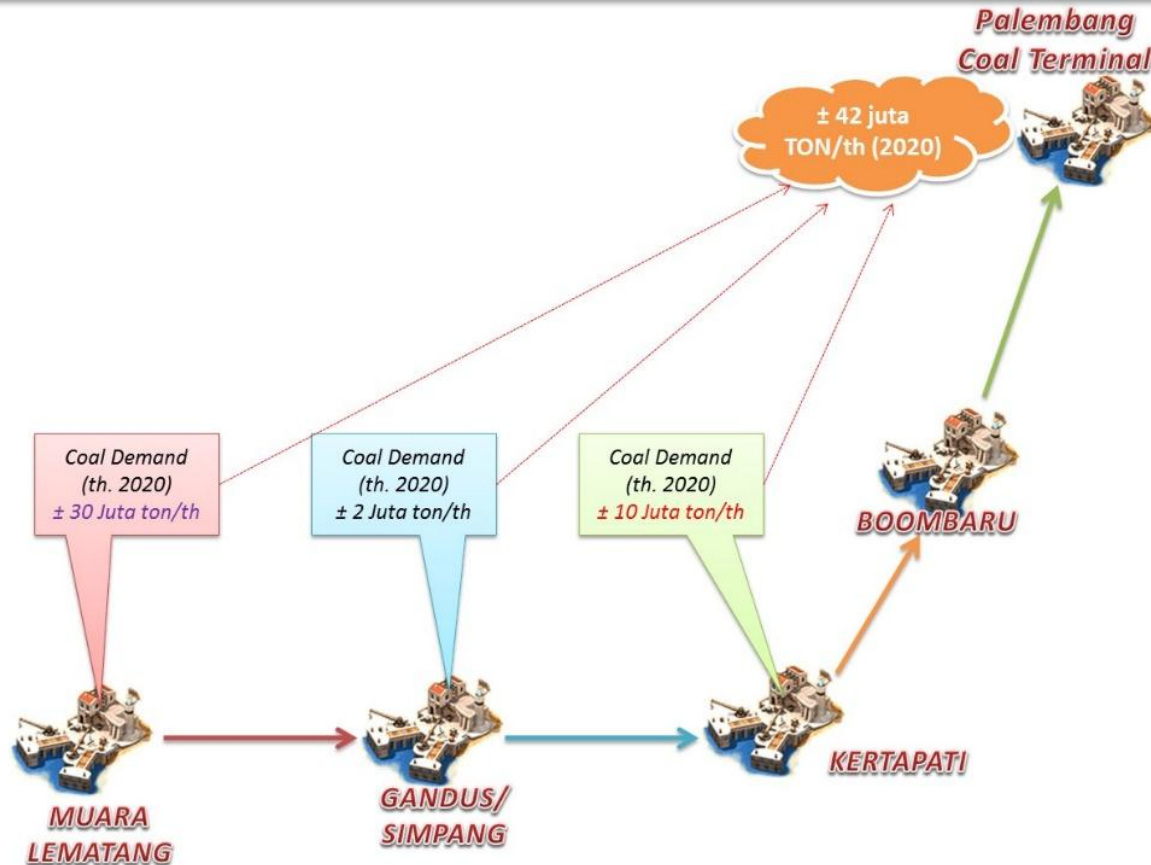 Palembang
Coal Terminal
± 42 juta
TON/th (2020)
Coal Demand
(th. 2020)
± 30 Juta ton/th
Coal Demand
(th. 2020)
± 2 Juta ton/th
Coal Demand
(th. 2020)
± 10 Juta ton/th
BOOMBARU
KERTAPATI
GANDUS/
SIMPANG
MUARA
LEMATANG